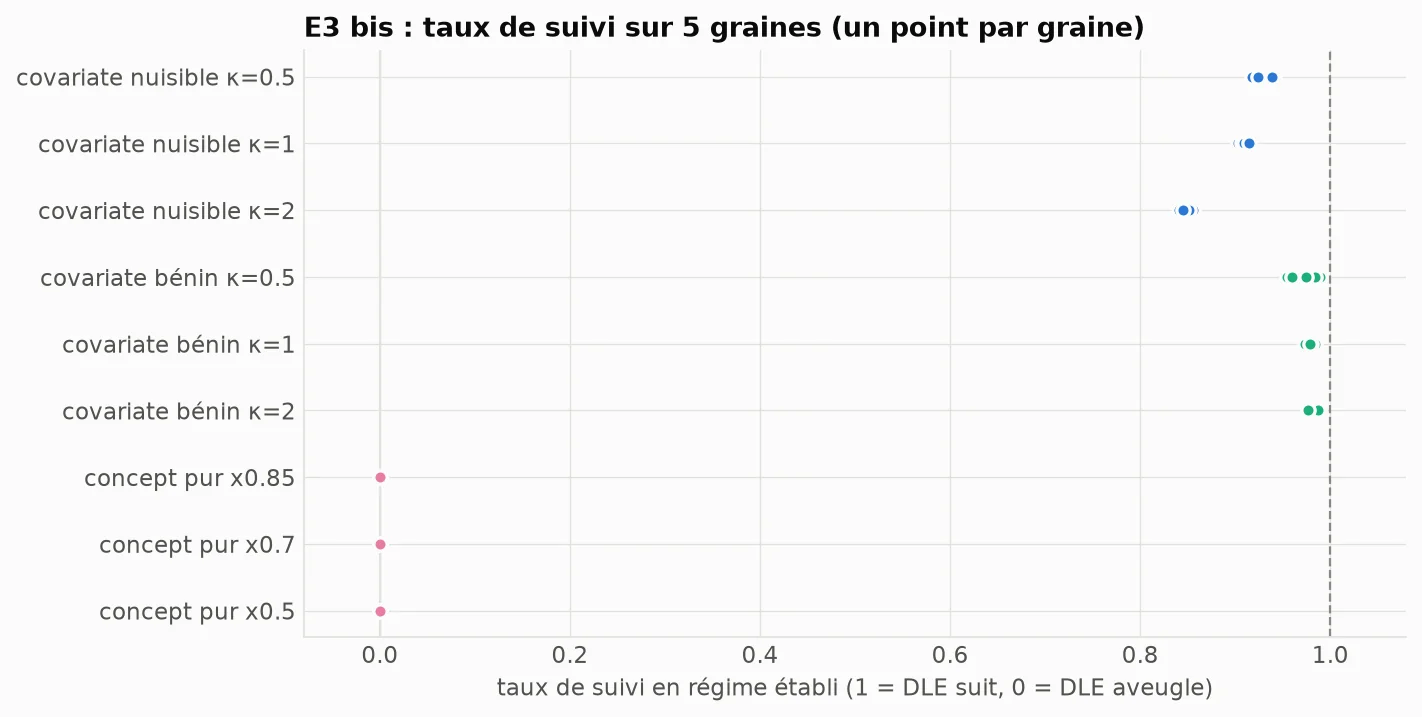 E3 bis : taux de suivi sur 5 graines (un point par graine)
covariate nuisible κ=0.5
covariate nuisible κ=1
covariate nuisible κ=2
covariate bénin κ=0.5
covariate bénin κ=1
covariate bénin κ=2
concept pur x0.85
concept pur x0.7
concept pur x0.5
0.0 0.2 0.4 0.6 0.8 1.0
taux de suivi en régime établi (1 = DLE suit, 0 = DLE aveugle)